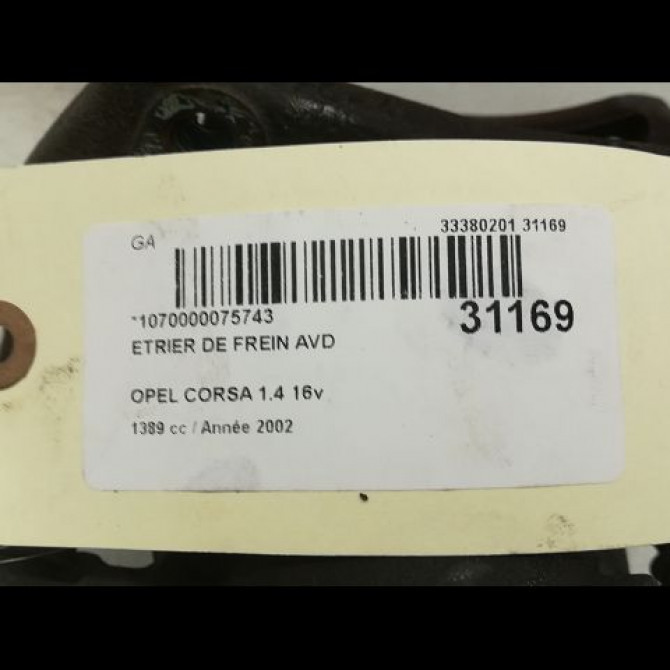 GA
33380201 31169
*1070000075743
31169
ETRIER DE FREIN AVD
OPEL CORSA 1.4 16v
1389 cc / Année 2002